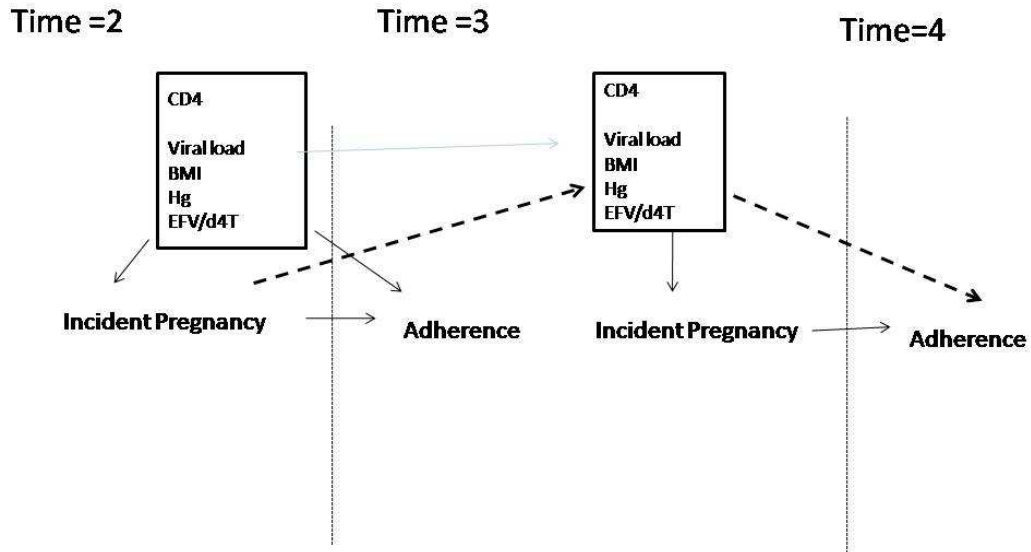 Time =2
Time =3
Time=4
CD4
Viral load
BMI
Hg
EFV/d4T
CD4
Viral load
BMI
Hg
EFV/d4T
Incident Pregnancy
Adherence
Incident Pregnancy
Adherence